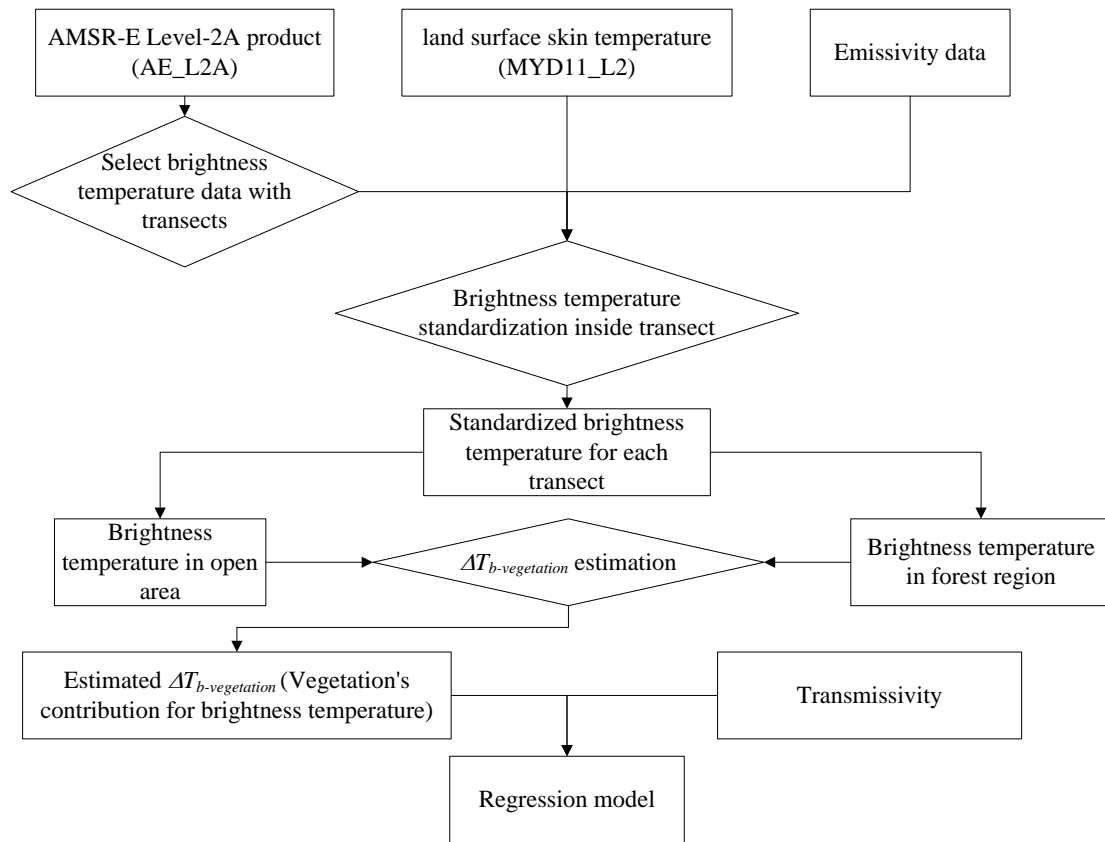 AMSR-E Level-2A product
(AE_L2A)
land surface skin temperature
(MYD11_L2)
Emissivity data
Select brightness
temperature data with
transects
Brightness temperature
standardization inside transect
Standardized brightness
temperature for each
transect
Brightness
temperature in open
area
ΔTb-vegetation estimation
Brightness temperature
in forest region
Estimated ΔTb-vegetation (Vegetation's
contribution for brightness temperature)
Transmissivity
Regression model